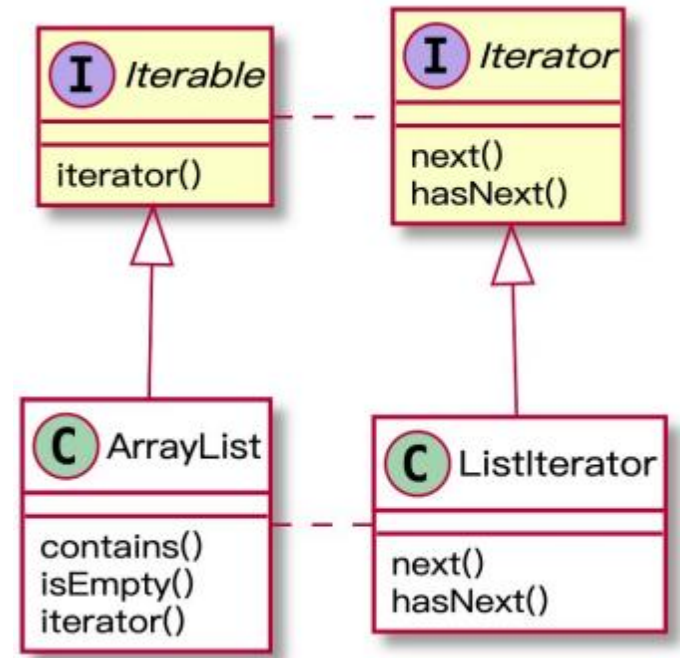 I Iterable
iterator()
I Iterator
next()
hasNext()
C ArrayList
contains()
isEmpty()
iterator()
C ListIterator
next()
hasNext()